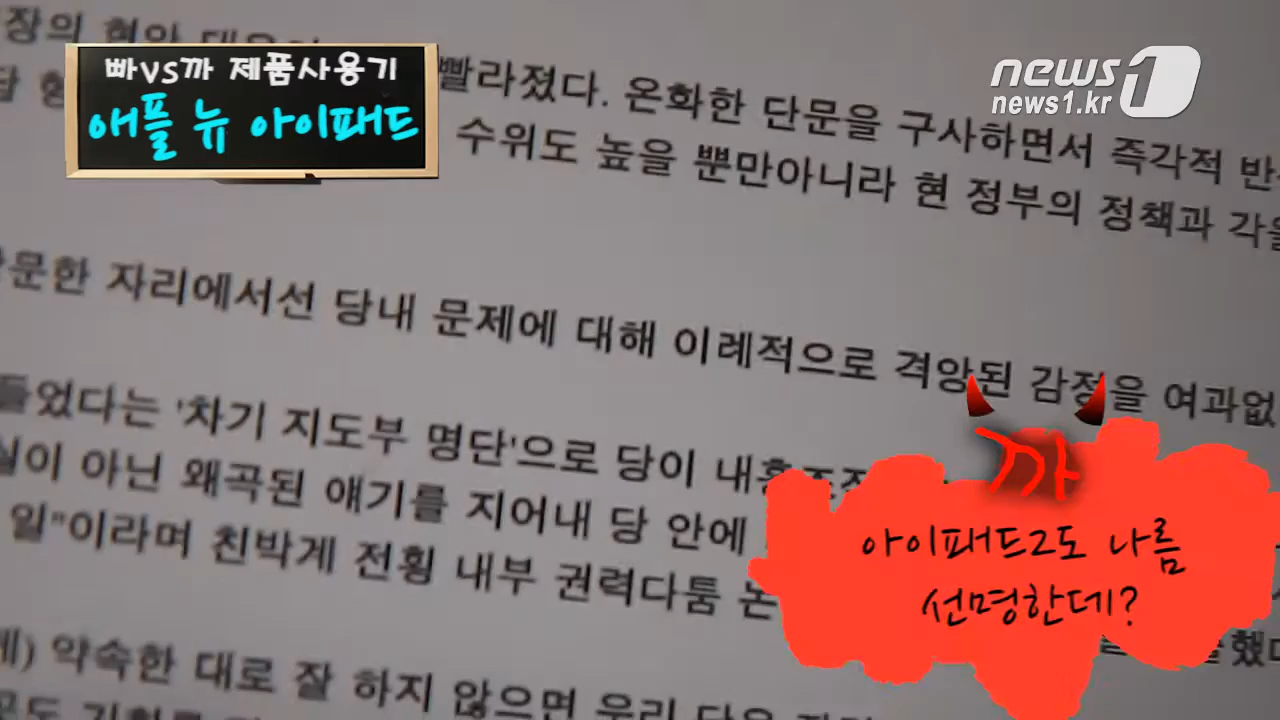 빠VS까 제품사용기
애플 뉴 아이패드
news1
news1.kr
장의 현안
빨라졌다. 온화한 단문을 구사하면서 즉각적
수위도 높을 뿐만아니라 현 정부의 정책과
자리에서선 당내 문제에 대해 이례적으로 격앙된 감정을 여과없
들었다는 '차기 지도부 명단'으로 당이
아닌 왜곡된 얘기를 지어내 당 안에
일"이라며 친박계 전횡 내부 권력다툼 논
약속한 대로 잘 하지 않으면 우리 당은
까
아이패드2도 나름
선명한데?